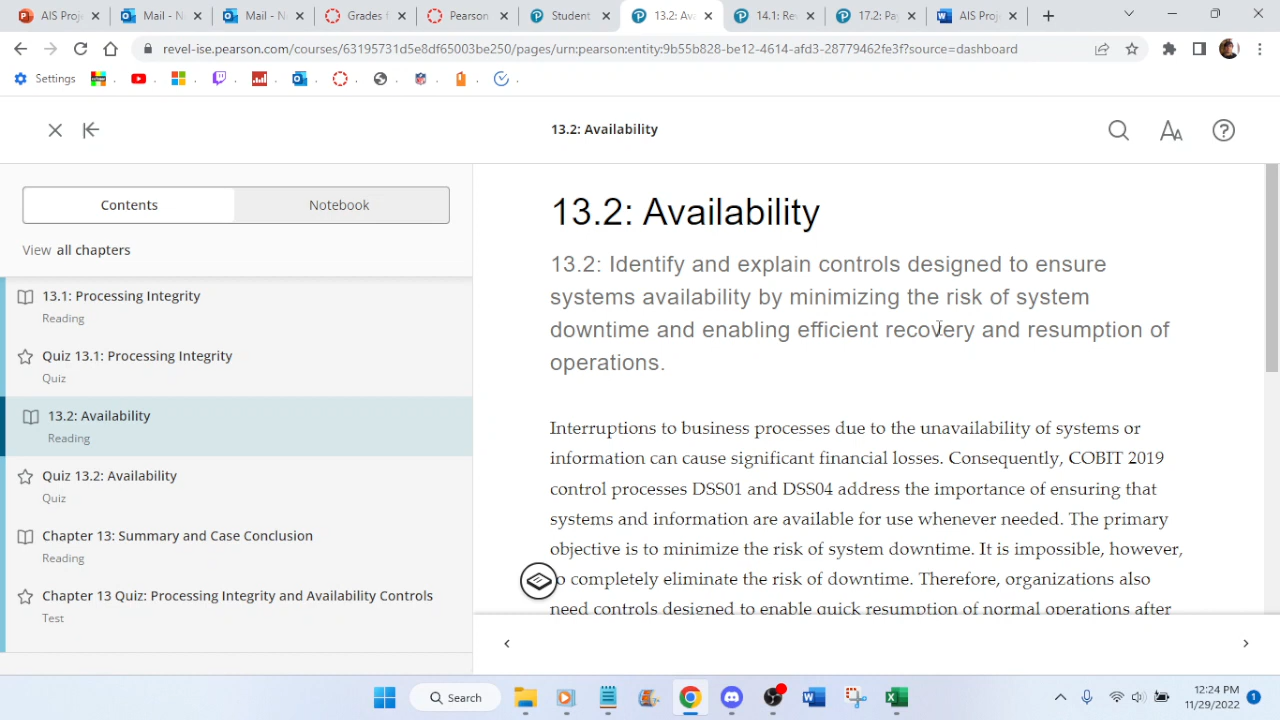 AIS Proj
Mail - N
Mail - N
Grades f
Pearson
Student
13.2: Ava
14.1: Re
17.2: Pa
AIS Proj
revel-ise.pearson.com/courses/63195731d5e8df65003be250/pages/urn:pearson:entity:9b55b828-be12-4614-afd3-28779462fe3f?source=dashboard
Settings
13.2: Availability
Contents
Notebook
View all chapters
13.1: Processing Integrity
Reading
Quiz 13.1: Processing Integrity
Quiz
13.2: Availability
Reading
Quiz 13.2: Availability
Quiz
Chapter 13: Summary and Case Conclusion
Reading
Chapter 13 Quiz: Processing Integrity and Availability Controls
Test
13.2: Availability
13.2: Identify and explain controls designed to ensure
systems availability by minimizing the risk of system
downtime and enabling efficient recovery and resumption of
operations.
Interruptions to business processes due to the unavailability of systems or
information can cause significant financial losses. Consequently, COBIT 2019
control processes DSS01 and DSS04 address the importance of ensuring that
systems and information are available for use whenever needed. The primary
objective is to minimize the risk of system downtime. It is impossible, however,
to completely eliminate the risk of downtime. Therefore, organizations also
need controls designed to enable quick resumption of normal operations after
Search
12:24 PM
11/29/2022
1